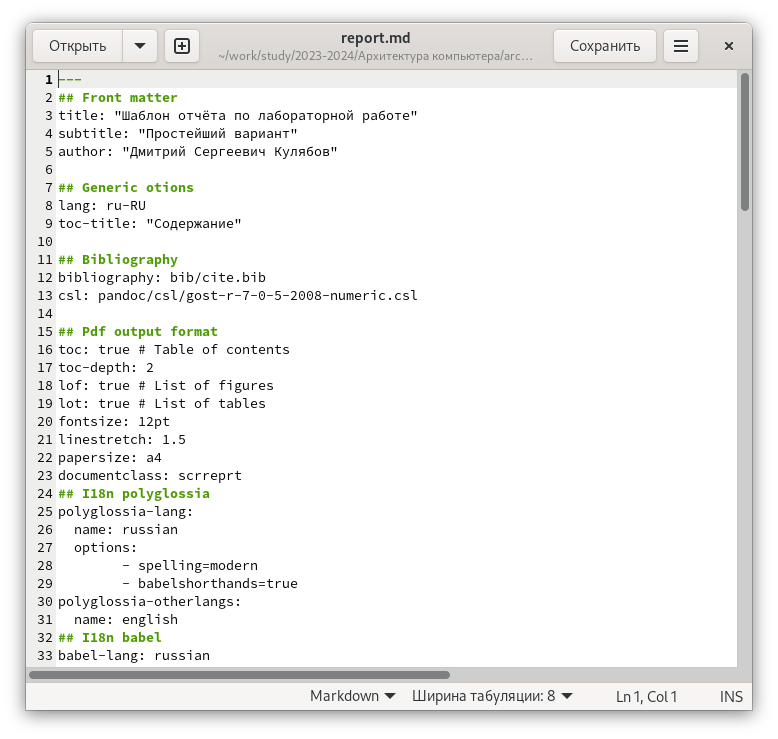 Открыть
report.md
~/work/study/2023-2024/Архитектура компьютера/arc…
Сохранить
1 ---
2 ## Front matter
3 title: "Шаблон отчёта по лабораторной работе"
4 subtitle: "Простейший вариант"
5 author: "Дмитрий Сергеевич Кулябов"
6
7 ## Generic otions
8 lang: ru-RU
9 toc-title: "Содержание"
10
11 ## Bibliography
12 bibliography: bib/cite.bib
13 csl: pandoc/csl/gost-r-7-0-5-2008-numeric.csl
14
15 ## Pdf output format
16 toc: true # Table of contents
17 toc-depth: 2
18 lof: true # List of figures
19 lot: true # List of tables
20 fontsize: 12pt
21 linestretch: 1.5
22 papersize: a4
23 documentclass: scrreprt
24 ## I18n polyglossia
25 polyglossia-lang:
26   name: russian
27   options:
28         - spelling=modern
29         - babelshorthands=true
30 polyglossia-otherlangs:
31   name: english
32 ## I18n babel
33 babel-lang: russian
Markdown Ширина табуляции: 8 Ln 1, Col 1 INS